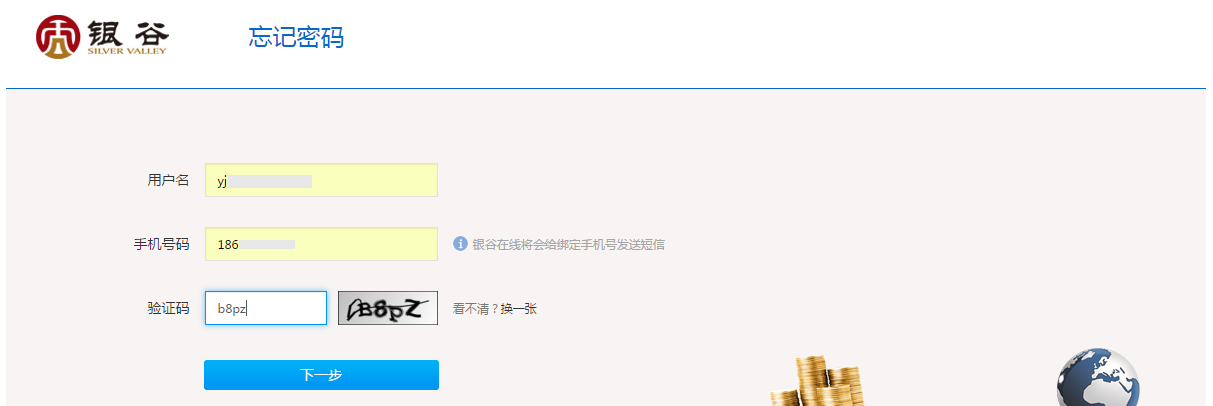 银谷 忘记密码
SILVER VALLEY
用户名 yj
手机号码 186 银谷在线将会给绑定手机号发送短信
验证码 b8pz B8pZ 看不清？换一张
下一步